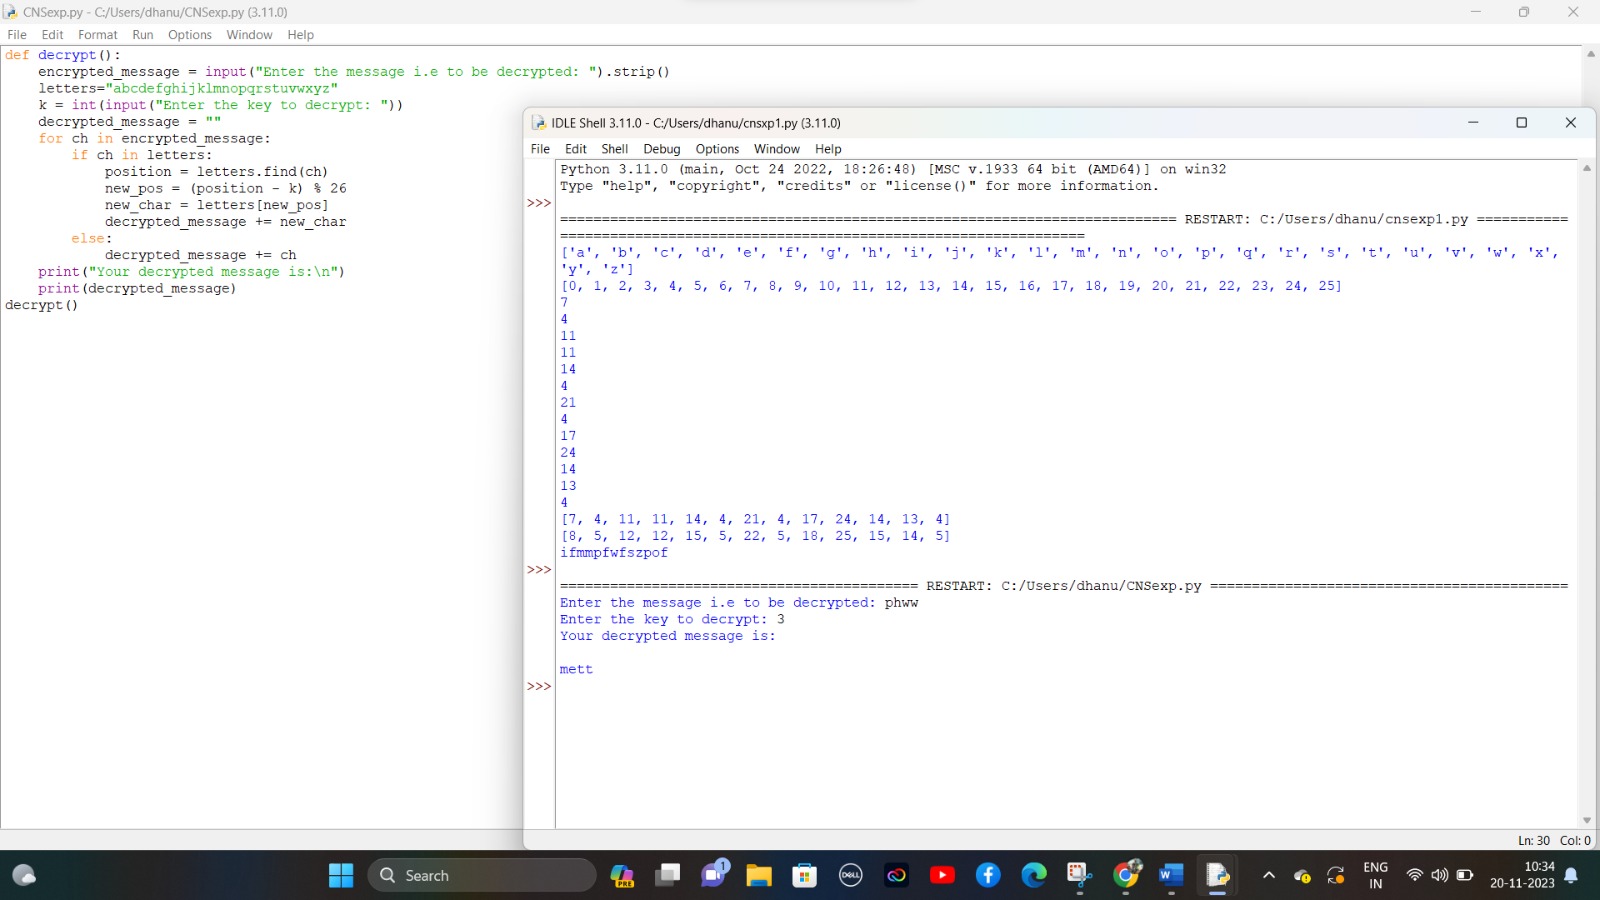 CNSexp.py - C:/Users/dhanu/CNSexp.py (3.11.0)
File Edit Format Run Options Window Help
def decrypt():
    encrypted_message = input("Enter the message i.e to be decrypted: ").strip()
    letters="abcdefghijklmnopqrstuvwxyz"
    k = int(input("Enter the key to decrypt: "))
    decrypted_message = ""
    for ch in encrypted_message:
        if ch in letters:
            position = letters.find(ch)
            new_pos = (position - k) % 26
            new_char = letters[new_pos]
            decrypted_message += new_char
        else:
            decrypted_message += ch
    print("Your decrypted message is:\n")
    print(decrypted_message)
decrypt()
IDLE Shell 3.11.0 - C:/Users/dhanu/cnsxp1.py (3.11.0)
File Edit Shell Debug Options Window Help
Python 3.11.0 (main, Oct 24 2022, 18:26:48) [MSC v.1933 64 bit (AMD64)] on win32
Type "help", "copyright", "credits" or "license()" for more information.
>>>
========================================================================== RESTART: C:/Users/dhanu/cnsexp1.py ===========
===============================================================
['a', 'b', 'c', 'd', 'e', 'f', 'g', 'h', 'i', 'j', 'k', 'l', 'm', 'n', 'o', 'p', 'q', 'r', 's', 't', 'u', 'v', 'w', 'x',
'y', 'z']
[0, 1, 2, 3, 4, 5, 6, 7, 8, 9, 10, 11, 12, 13, 14, 15, 16, 17, 18, 19, 20, 21, 22, 23, 24, 25]
7
4
11
11
14
4
21
4
17
24
14
13
4
[7, 4, 11, 11, 14, 4, 21, 4, 17, 24, 14, 13, 4]
[8, 5, 12, 12, 15, 5, 22, 5, 18, 25, 15, 14, 5]
ifmmpfwfszpof
>>>
=========================================== RESTART: C:/Users/dhanu/CNSexp.py ===========================================
Enter the message i.e to be decrypted: phww
Enter the key to decrypt: 3
Your decrypted message is:
mett
>>>
Ln: 30 Col: 0
Search
PRE
1
DELL
W
ENG
IN
10:34
20-11-2023